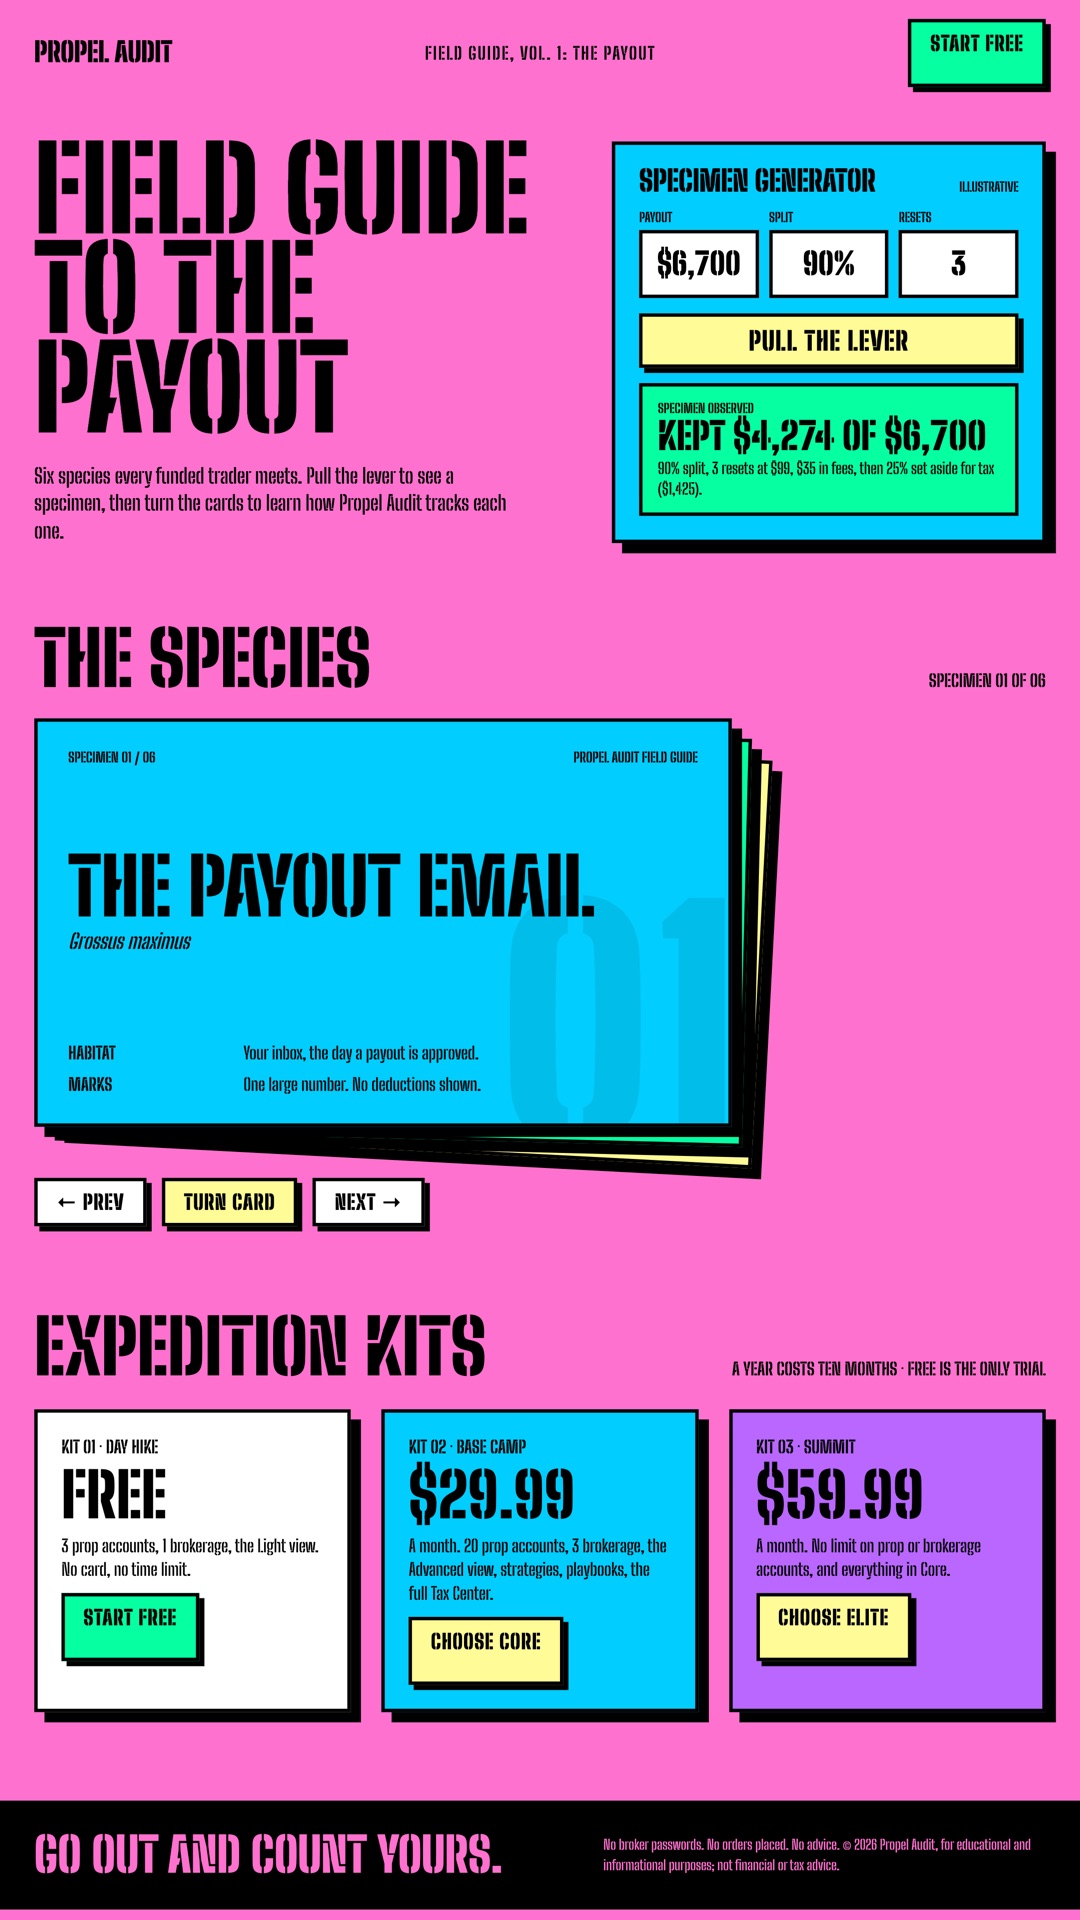 PROPEL AUDIT
FIELD GUIDE, VOL. 1: THE PAYOUT
START FREE
FIELD GUIDE
TO THE
PAYOUT
Six species every funded trader meets. Pull the lever to see a
specimen, then turn the cards to learn how Propel Audit tracks each
one.
SPECIMEN GENERATOR
ILLUSTRATIVE
PAYOUT
SPLIT
RESETS
$6,700
90%
3
PULL THE LEVER
SPECIMEN OBSERVED
KEPT $4,274 OF $6,700
90% split, 3 resets at $99, $35 in fees, then 25% set aside for tax
($1,425).
THE SPECIES
SPECIMEN 01 OF 06
SPECIMEN 01 / 06
PROPEL AUDIT FIELD GUIDE
THE PAYOUT EMAIL
Grossus maximus
01
HABITAT
Your inbox, the day a payout is approved.
MARKS
One large number. No deductions shown.
← PREV
TURN CARD
NEXT →
EXPEDITION KITS
A YEAR COSTS TEN MONTHS · FREE IS THE ONLY TRIAL
KIT 01 · DAY HIKE
FREE
3 prop accounts, 1 brokerage, the Light view.
No card, no time limit.
START FREE
KIT 02 · BASE CAMP
$29.99
A month. 20 prop accounts, 3 brokerage, the
Advanced view, strategies, playbooks, the
full Tax Center.
CHOOSE CORE
KIT 03 · SUMMIT
$59.99
A month. No limit on prop or brokerage
accounts, and everything in Core.
CHOOSE ELITE
GO OUT AND COUNT YOURS.
No broker passwords. No orders placed. No advice. © 2026 Propel Audit, for educational and
informational purposes; not financial or tax advice.